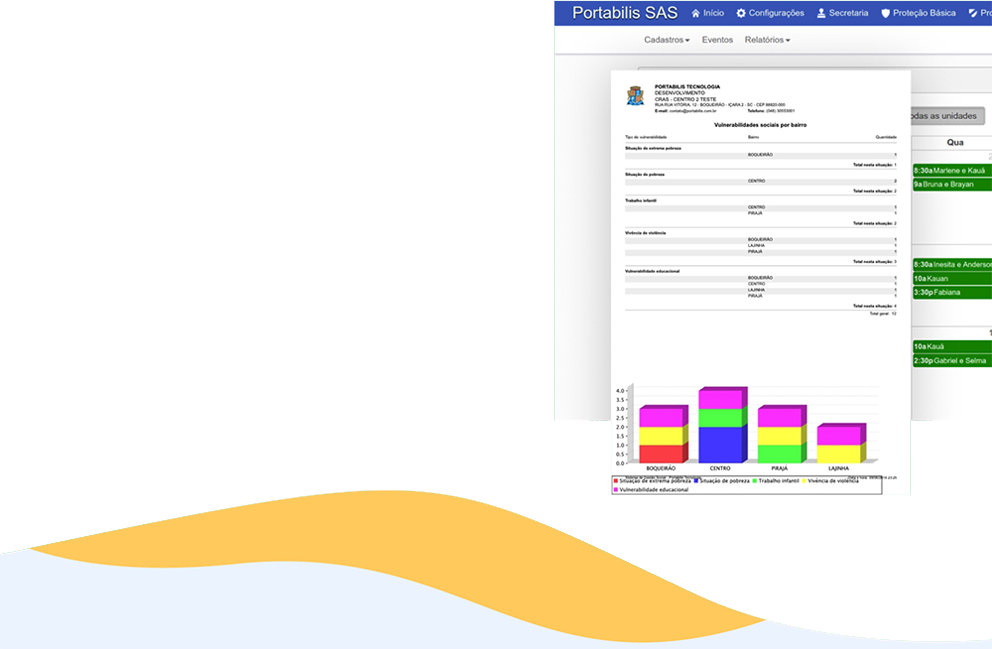 Portabilis SAS Início Configurações Secretaria Proteção Básica Pro
Cadastros Eventos Relatórios
PORTABILIS TECNOLOGIA
DESENVOLVIMENTO
CRAS - CENTRO 2 TESTE
RUA RUA VITÓRIA, 12 - BOQUEIRÃO - IÇARA 2 - SC - CEP
E-mail: contato@portabilis.com.br Telefone:
Vulnerabilidades sociais por bairro
Tipo de vulnerabilidade Bairro Quantidade
Situação de extrema pobreza
BOQUEIRÃO 1
Total nesta situação: 1
Situação de pobreza
CENTRO 2
Total nesta situação: 2
Trabalho infantil
CENTRO 1
PIRAJÁ 1
Total nesta situação: 2
Vivência de violência
BOQUEIRÃO 1
LAJINHA 1
PIRAJÁ 1
Total nesta situação: 3
Vulnerabilidade educacional
BOQUEIRÃO 1
CENTRO 1
LAJINHA 1
PIRAJÁ 1
Total nesta situação: 4
Total geral: 12
4.0
3.5
3.0
2.5
2.0
1.5
1.0
0.5
0.0
BOQUEIRÃO CENTRO PIRAJÁ LAJINHA
Situação de extrema pobreza Situação de pobreza Trabalho infantil Vivência de violência
Vulnerabilidade educacional
odas as unidades
Qua
8:30a Marlene e Kauã
9a Bruna e Brayan
8:30a Inesita e Anderson
10a Kauan
3:30p Fabiana
10a Kauã
2:30p Gabriel e Selma